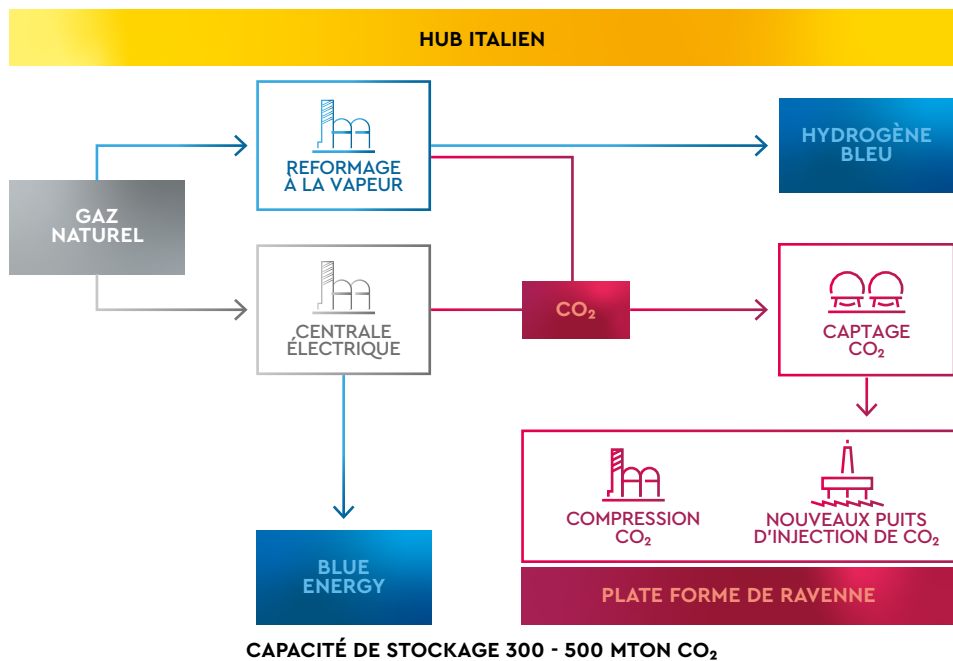 HUB ITALIEN
REFORMAGE
À LA VAPEUR
HYDROGÈNE
BLEU
GAZ
NATUREL
CENTRALE
ÉLECTRIQUE
CO₂
CAPTAGE
CO₂
COMPRESSION
CO₂
NOUVEAUX PUITS
D'INJECTION DE CO₂
BLUE
ENERGY
PLATE FORME DE RAVENNE
CAPACITÉ DE STOCKAGE 300 - 500 MTON CO₂